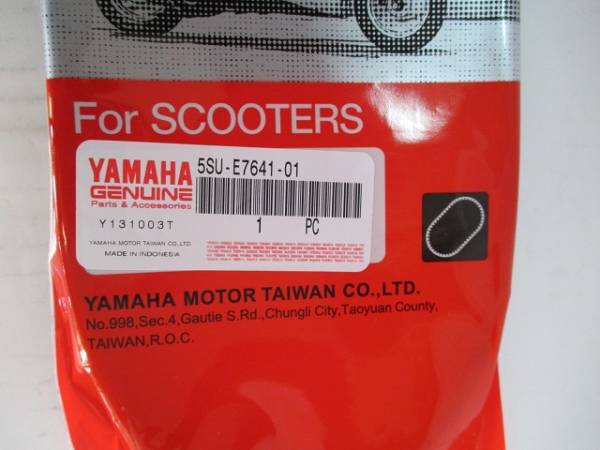 For SCOOTERS
YAMAHA
GENUINE
Parts & Accessories
5SU-E7641-01
Y131003T
1 PC
YAMAHA MOTOR TAIWAN CO.,LTD.
MADE IN INDONESIA
YAMAHA MOTOR TAIWAN CO.,LTD.
No.998,Sec.4,Gautie S.Rd.,Chungli City,Taoyuan County,
TAIWAN,R.O.C.